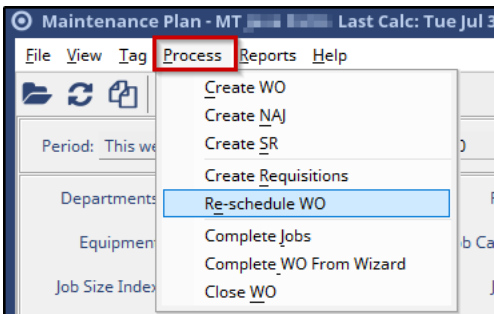 Maintenance Plan - MT Last Calc: Tue Jul 3
File View Tag Process Reports Help
Create WO
Create NAJ
Create SR
Period: This we
Create Requisitions
Departments
Re-schedule WO
Equipmen
Complete Jobs
b Ca
Complete WO From Wizard
Job Size Index
Close WO